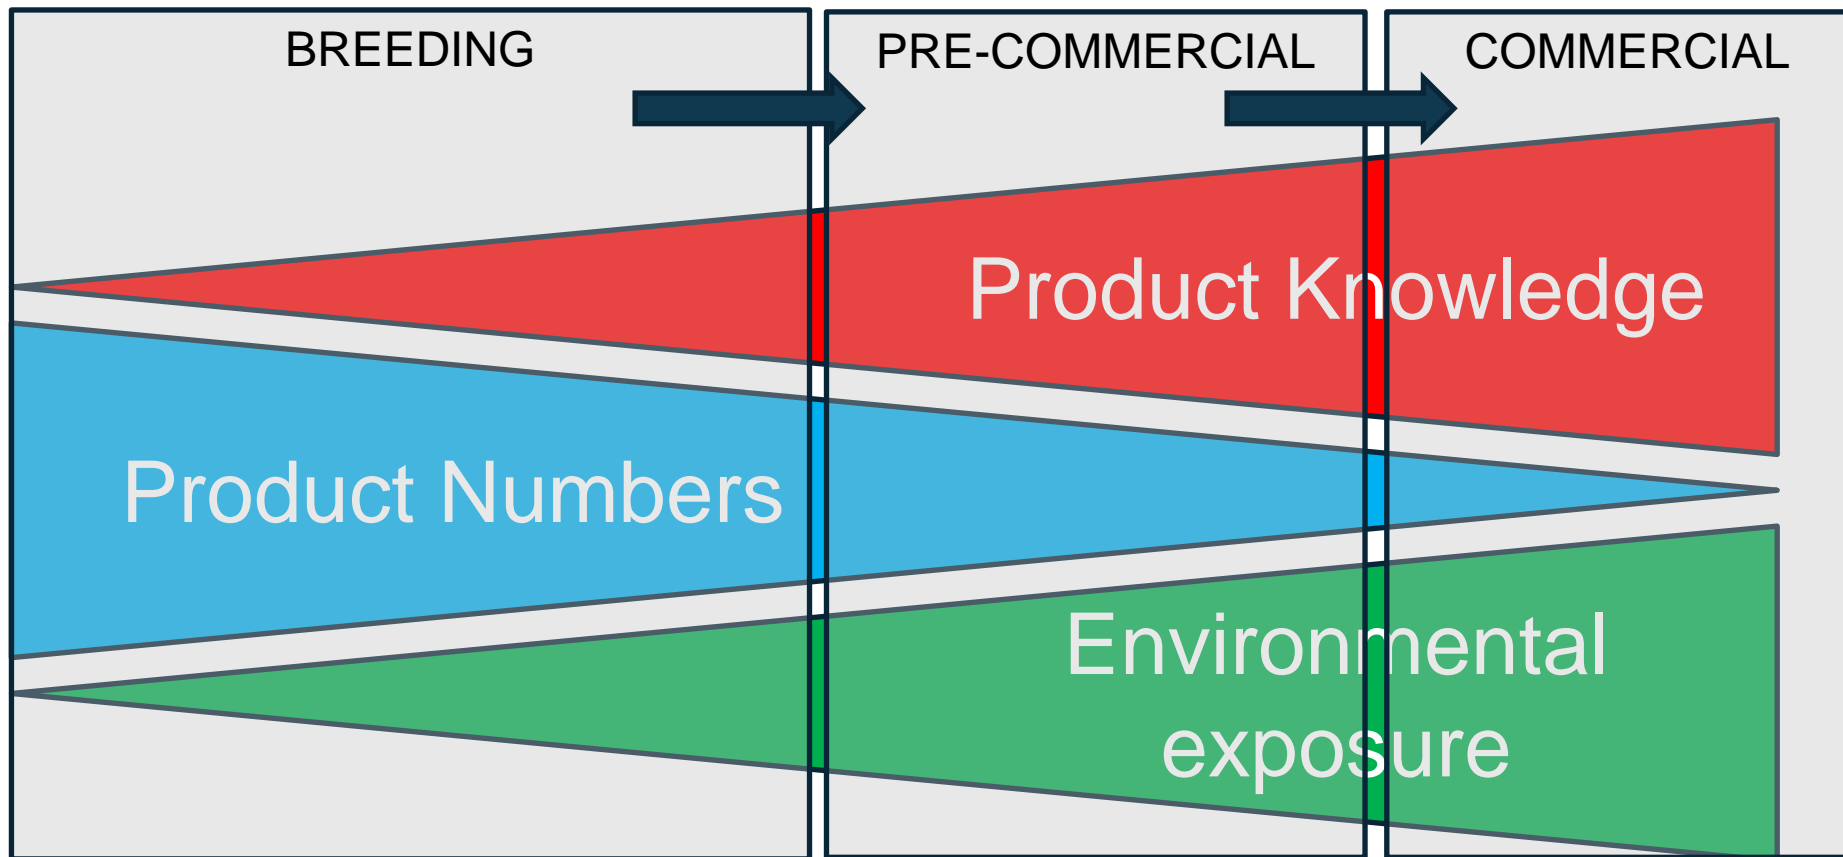 BREEDING
PRE-COMMERCIAL
COMMERCIAL
Product Knowledge
Product Numbers
Environmental
exposure